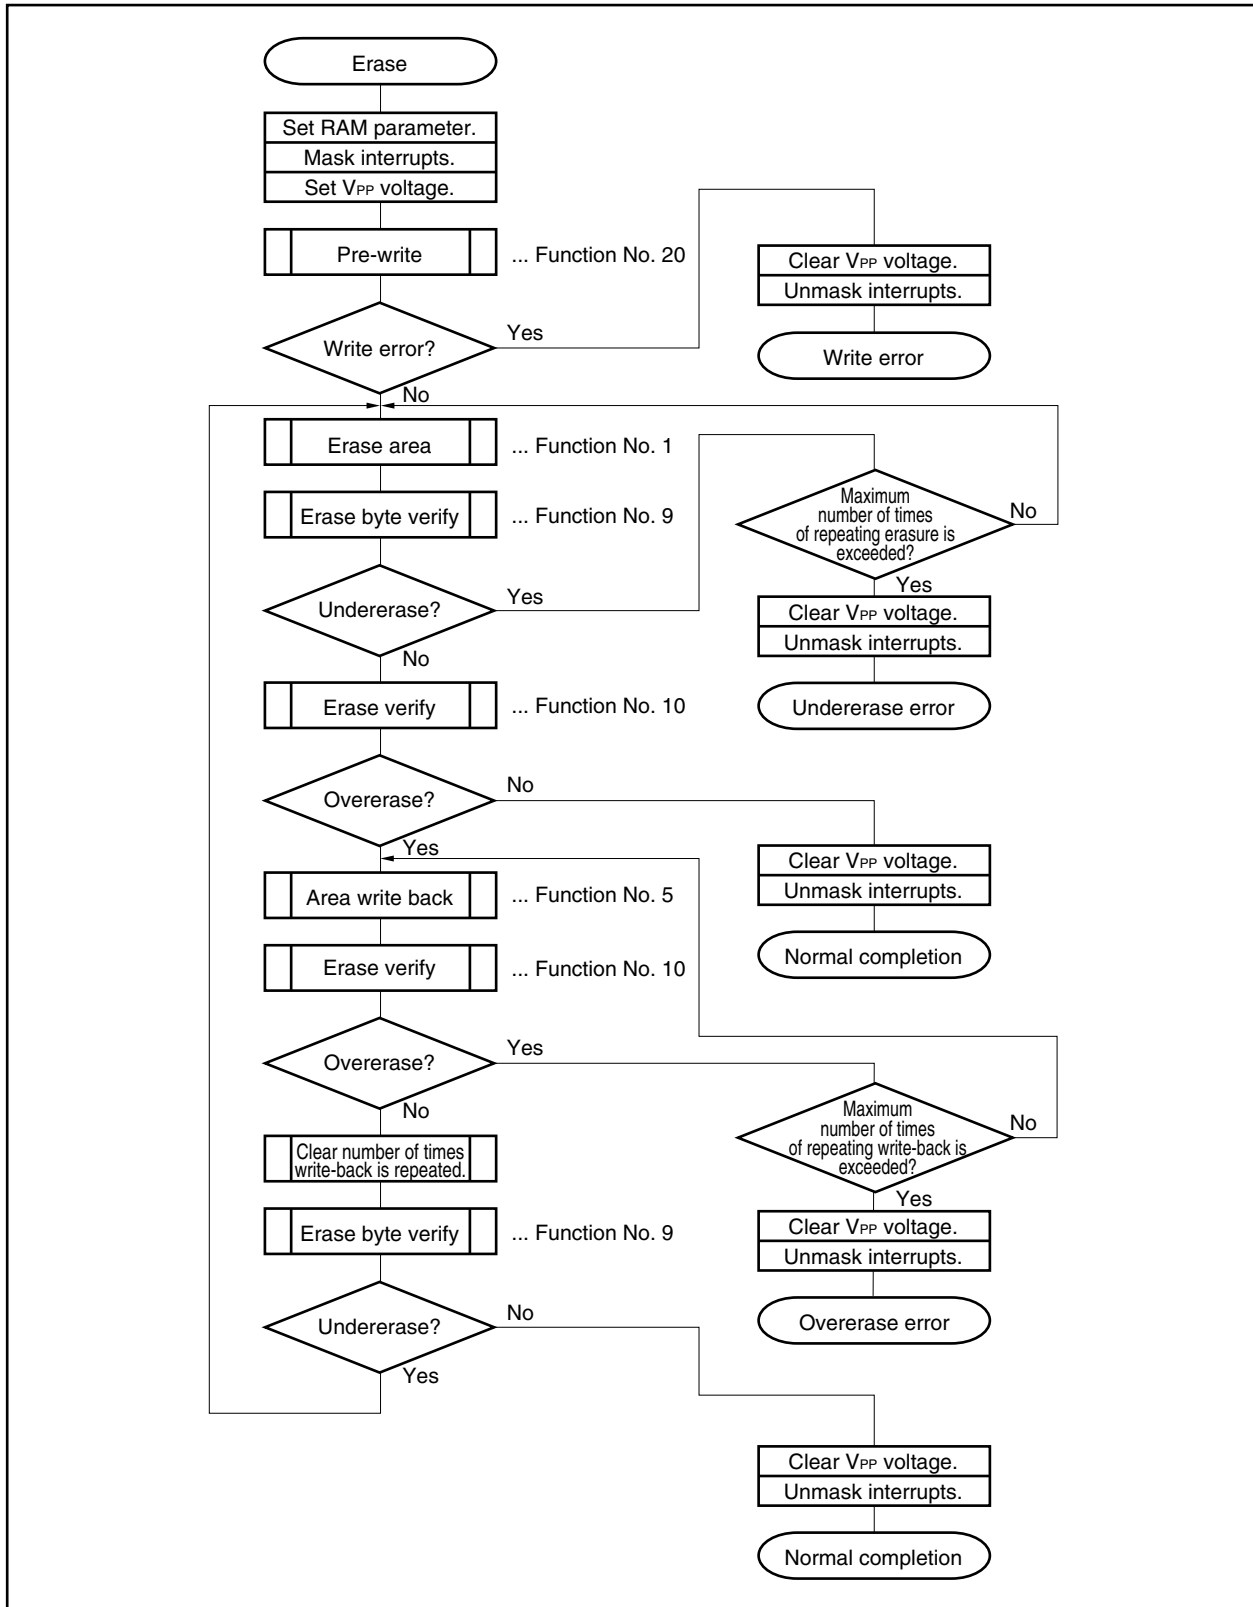 Erase
Set RAM parameter.
Mask interrupts.
Set VPP voltage.
Pre-write
... Function No. 20
Write error?
Yes
No
Clear VPP voltage.
Unmask interrupts.
Write error
Erase area
... Function No. 1
Erase byte verify
... Function No. 9
Undererase?
Yes
No
Maximum
number of times
of repeating erasure is
exceeded?
No
Yes
Clear VPP voltage.
Unmask interrupts.
Undererase error
Erase verify
... Function No. 10
Overerase?
No
Yes
Clear VPP voltage.
Unmask interrupts.
Normal completion
Area write back
... Function No. 5
Erase verify
... Function No. 10
Overerase?
Yes
No
Maximum
number of times
of repeating write-back is
exceeded?
No
Yes
Clear VPP voltage.
Unmask interrupts.
Overerase error
Clear number of times
write-back is repeated.
Erase byte verify
... Function No. 9
Undererase?
No
Yes
Clear VPP voltage.
Unmask interrupts.
Normal completion